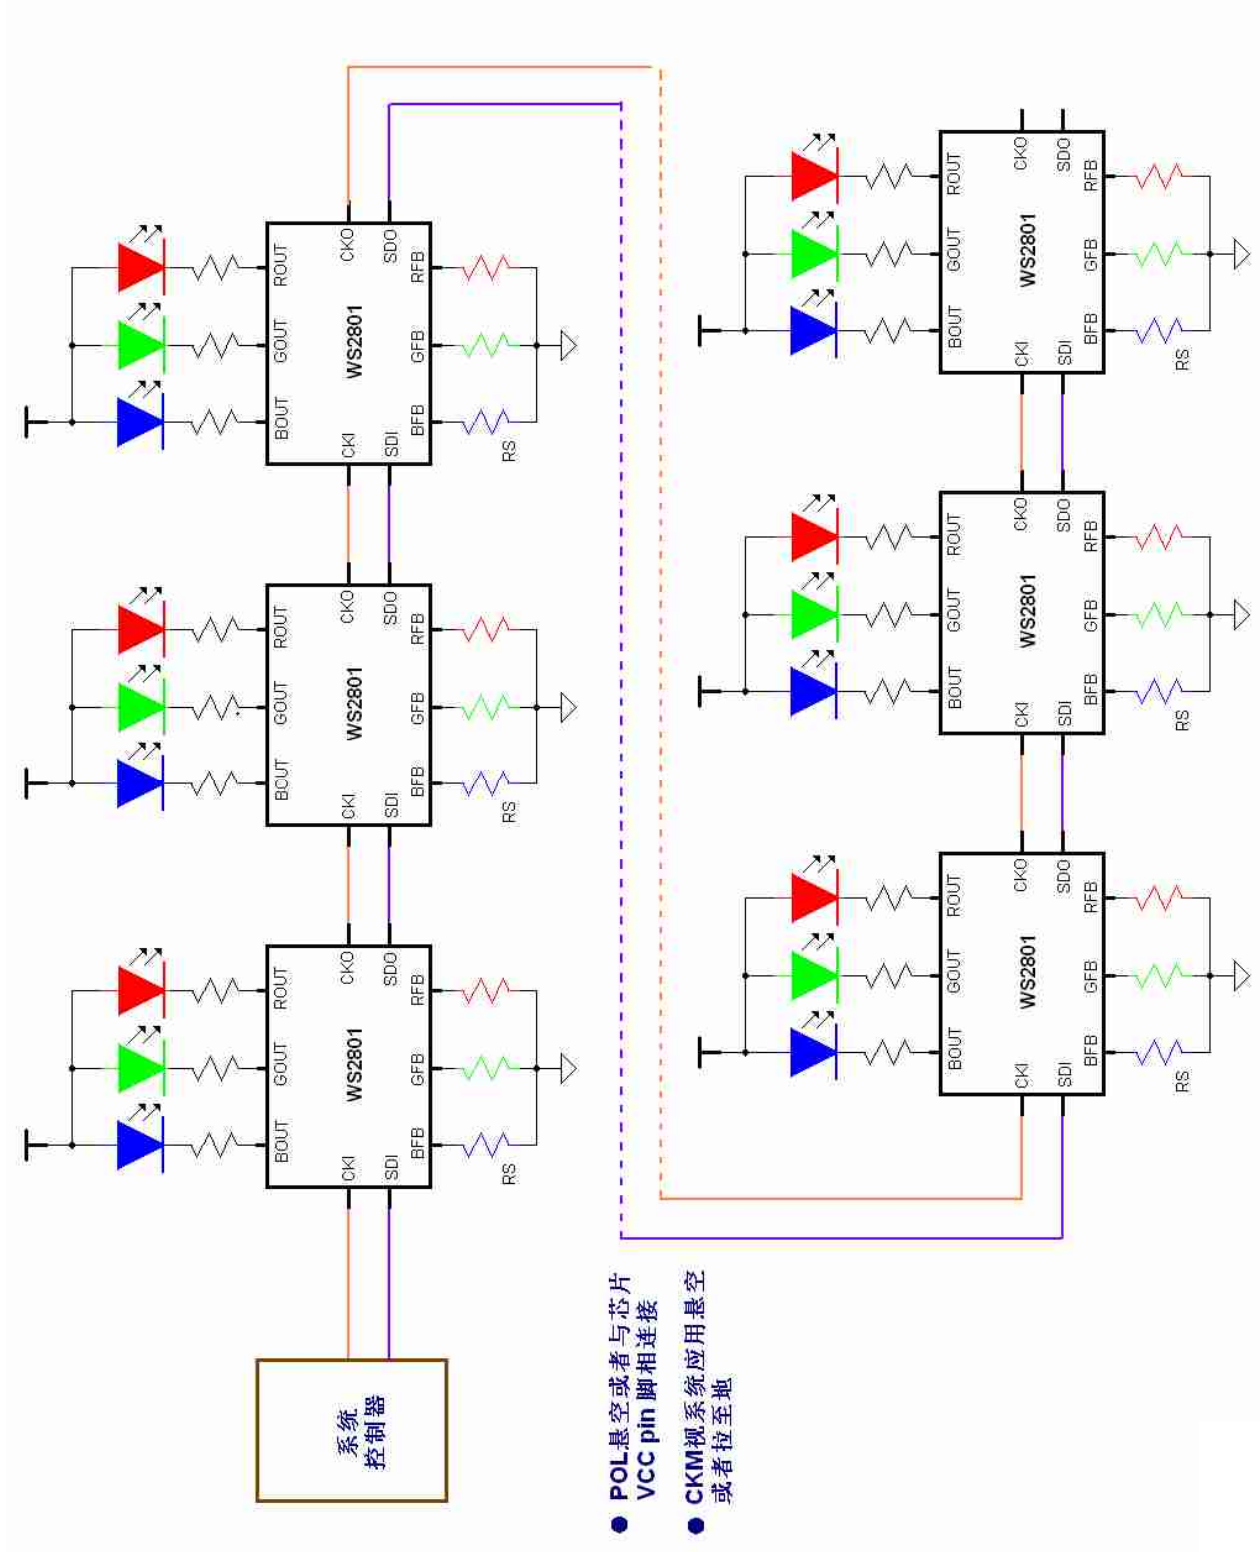 系统
控制器
BOUT
GOUT
ROUT
CKI
WS2801
CKO
SDI
SDO
BFB
GFB
RFB
RS
BOUT
GOUT
ROUT
CKI
WS2801
CKO
SDI
SDO
BFB
GFB
RFB
RS
BOUT
GOUT
ROUT
CKI
WS2801
CKO
SDI
SDO
BFB
GFB
RFB
RS
● POL悬空或者与芯片
VCC pin 脚相连接
● CKM视系统应用悬空
或者拉至地
BOUT
GOUT
ROUT
CKI
WS2801
CKO
SDI
SDO
BFB
GFB
RFB
RS
BOUT
GOUT
ROUT
CKI
WS2801
CKO
SDI
SDO
BFB
GFB
RFB
RS
BOUT
GOUT
ROUT
CKI
WS2801
CKO
SDI
SDO
BFB
GFB
RFB
RS